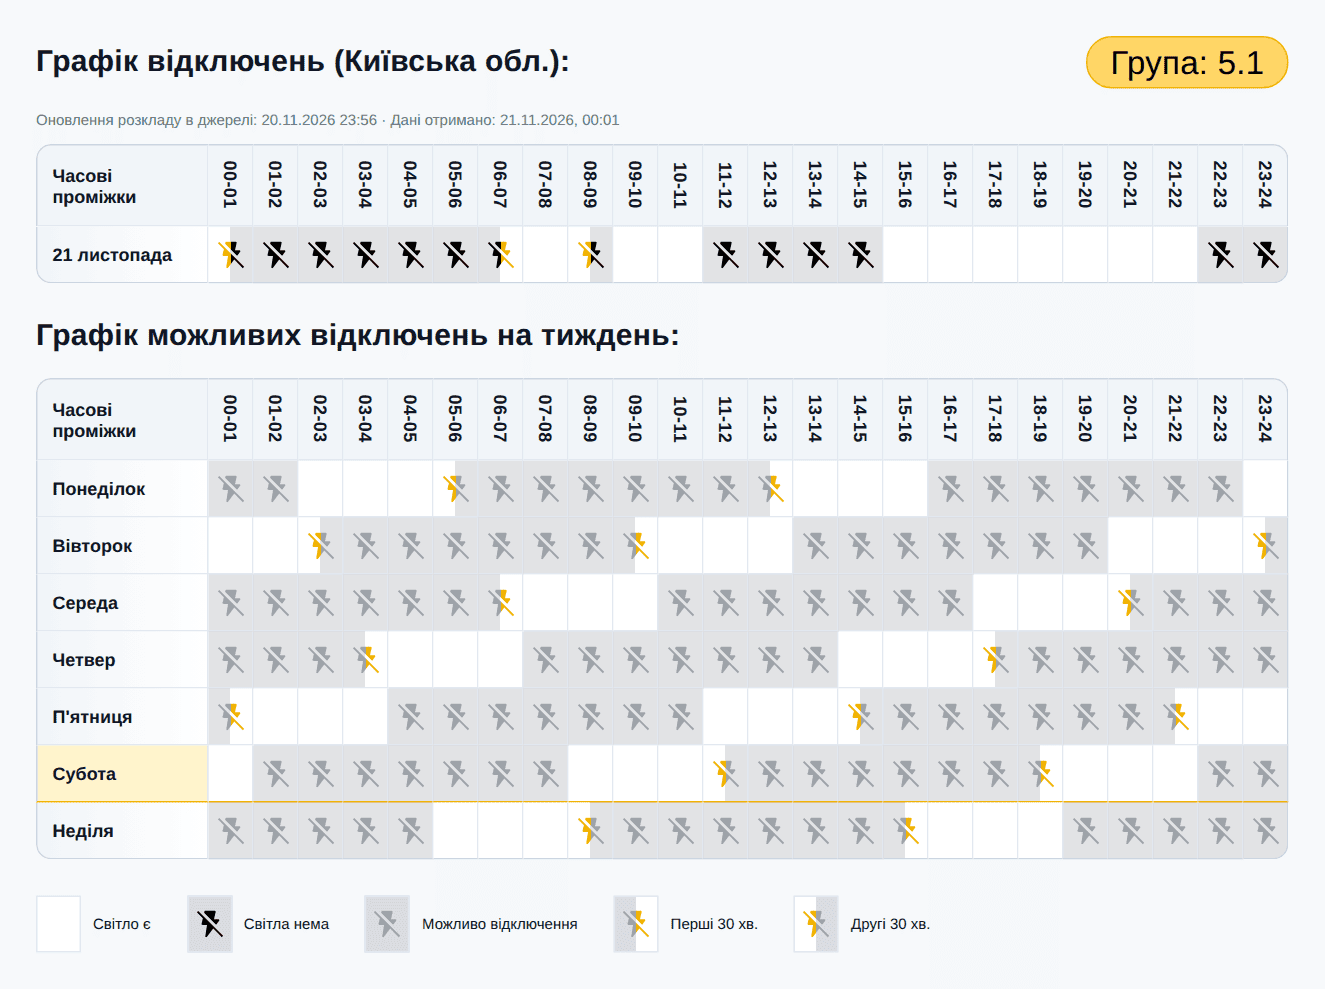 Графік відключень (Київська обл.):
Група: 5.1
Оновлення розкладу в джерелі: 20.11.2026 23:56 · Дані отримано: 21.11.2026, 00:01
Часові проміжки 00-01 01-02 02-03 03-04 04-05 05-06 06-07 07-08 08-09 09-10 10-11 11-12 12-13 13-14 14-15 15-16 16-17 17-18 18-19 19-20 20-21 21-22 22-23 23-24
21 листопада
Графік можливих відключень на тиждень:
Часові проміжки 00-01 01-02 02-03 03-04 04-05 05-06 06-07 07-08 08-09 09-10 10-11 11-12 12-13 13-14 14-15 15-16 16-17 17-18 18-19 19-20 20-21 21-22 22-23 23-24
Понеділок
Вівторок
Середа
Четвер
П'ятниця
Субота
Неділя
Світло є Світла нема Можливо відключення Перші 30 хв. Другі 30 хв.